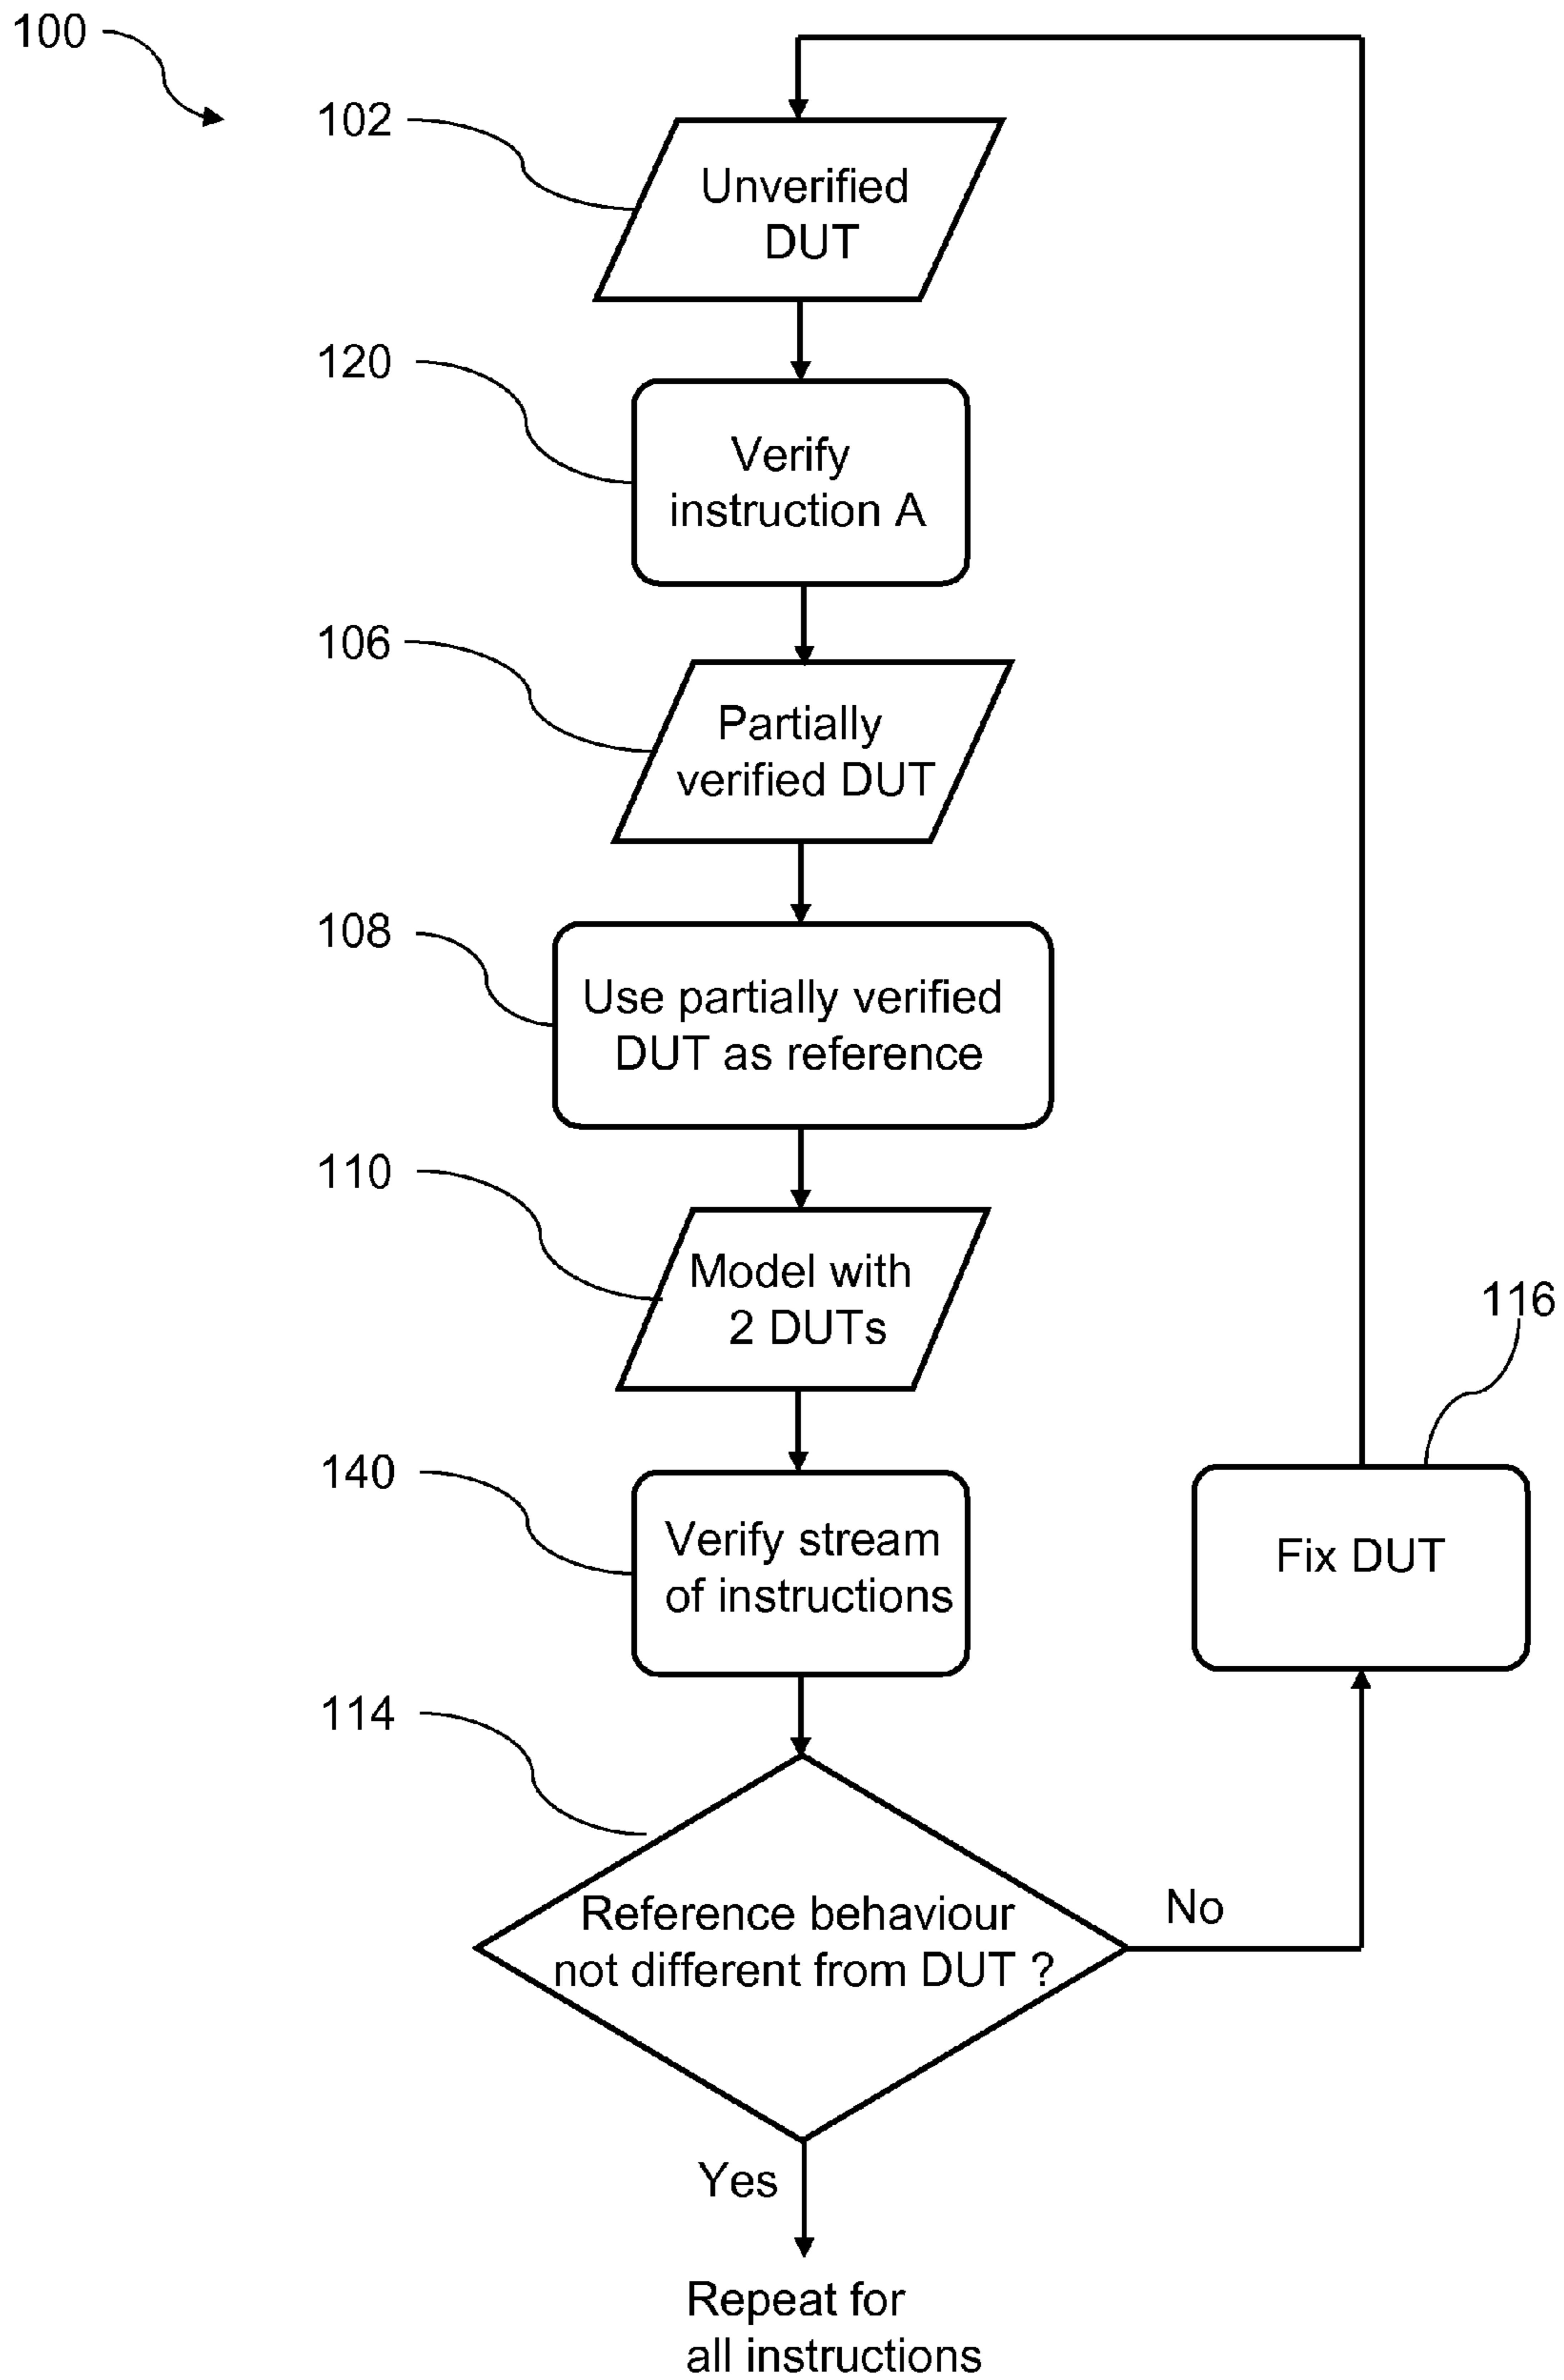 100
102
Unverified
DUT
120
Verify
instruction A
106
Partially
verified DUT
108
Use partially verified
DUT as reference
110
Model with
2 DUTs
116
140
Verify stream
of instructions
Fix DUT
114
Reference behaviour
not different from DUT ?
No
Yes
Repeat for
all instructions